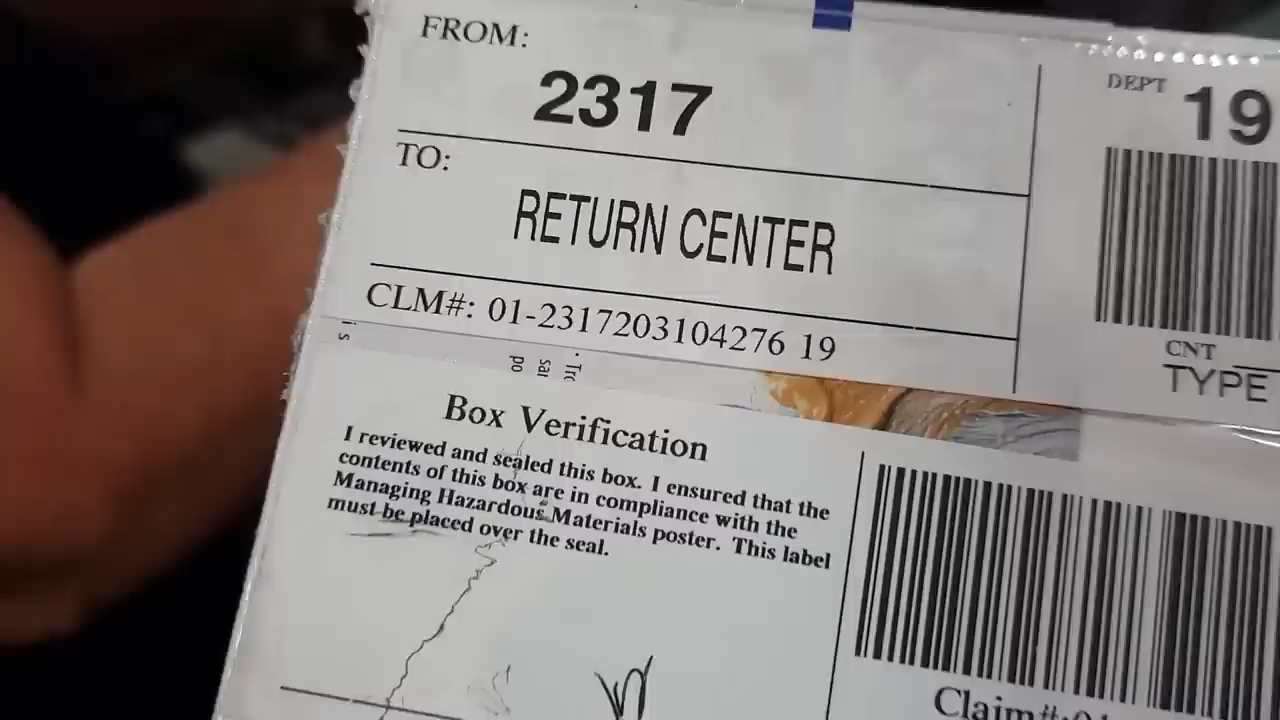 FROM:
2317
TO:
RETURN CENTER
CLM#: 01-2317203104276 19
DEPT 19
CNT
TYPE
Box Verification
I reviewed and sealed this box. I ensured that the
contents of this box are in compliance with the
Managing Hazardous Materials poster. This label
must be placed over the seal.
Claim#: